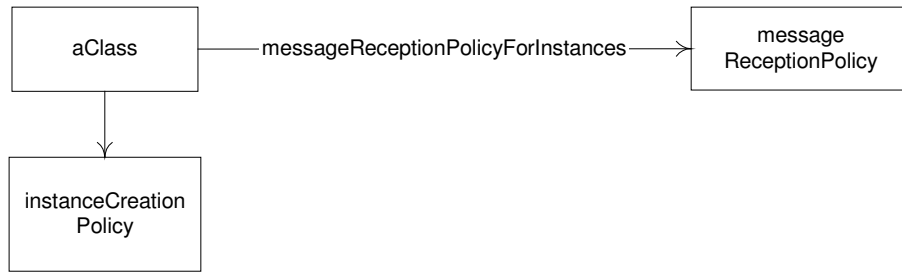 aClass
messageReceptionPolicyForInstances
message
ReceptionPolicy
instanceCreation
Policy